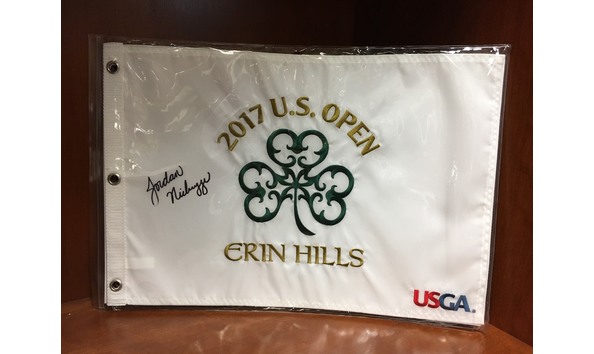 2017 U.S. OPEN
Jordan
Niebrugge
ERIN HILLS
USGA®